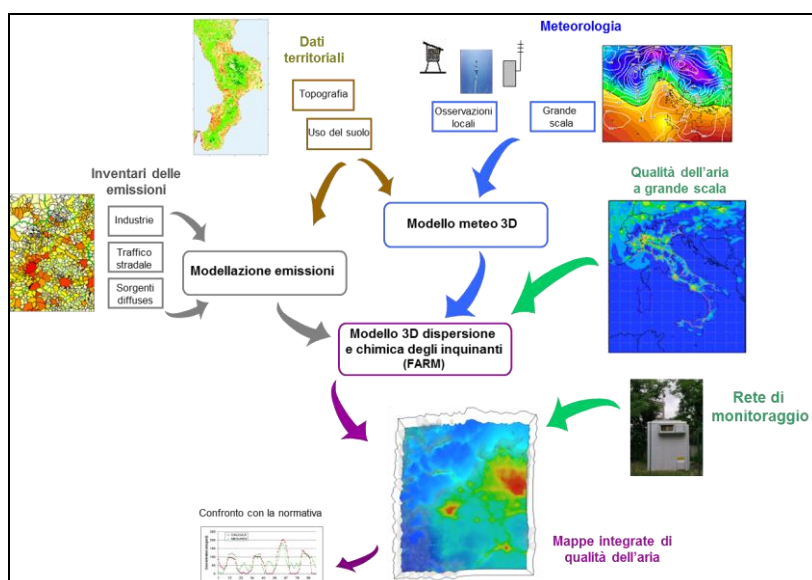 Meteorologia
Dati
territoriali
Topografia
Uso del suolo
Osservazioni
locali
Grande
scala
Inventari delle
emissioni
Industrie
Traffico
stradale
Sorgenti
diffuses
Qualità dell'aria
a grande scala
Modello meteo 3D
Modellazione emissioni
Modello 3D dispersione
e chimica degli inquinanti
(FARM)
Rete di
monitoraggio
Confronto con la normativa
Mappe integrate di
qualità dell'aria